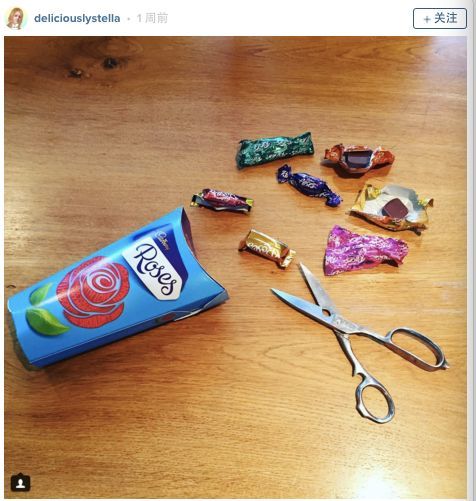 deliciouslystella • 1 周前
+ 关注
Cadbury
Roses